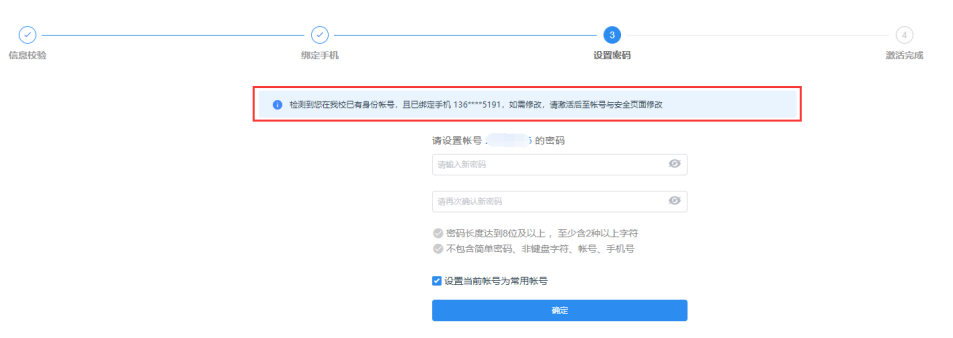 3
4
信息校验
绑定手机
设置密码
激活完成
检测到您在我校已有身份帐号，且已绑定手机 136****5191，如需修改，请激活后至帐号与安全页面修改
请设置帐号 的密码
请输入新密码
请再次确认新密码
密码长度达到8位及以上，至少含2种以上字符
不包含简单密码、非键盘字符、帐号、手机号
设置当前帐号为常用帐号
确定